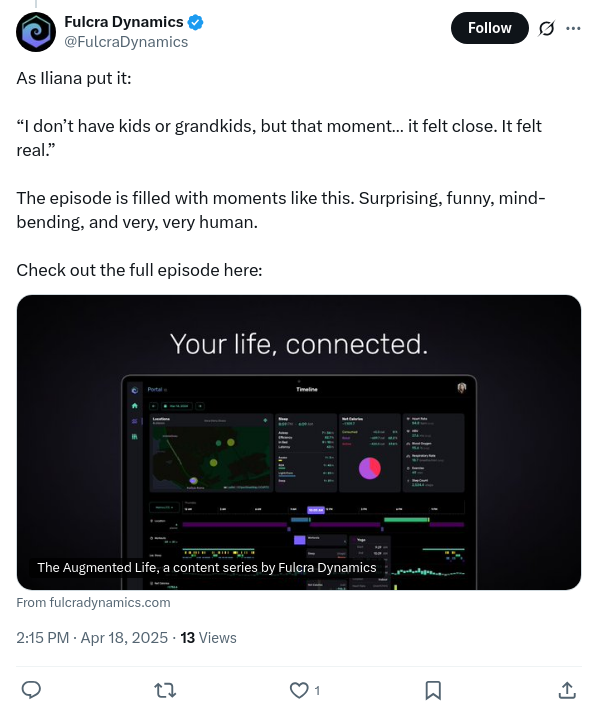 Fulcra Dynamics
@FulcraDynamics
Follow
As Iliana put it:
“I don’t have kids or grandkids, but that moment... it felt close. It felt
real.”
The episode is filled with moments like this. Surprising, funny, mind-
bending, and very, very human.
Check out the full episode here:
Your life, connected.
Portal
Timeline
Locations
Sleep
Net Calories
The Augmented Life, a content series by Fulcra Dynamics
From fulcradynamics.com
2:15 PM · Apr 18, 2025 · 13 Views
1